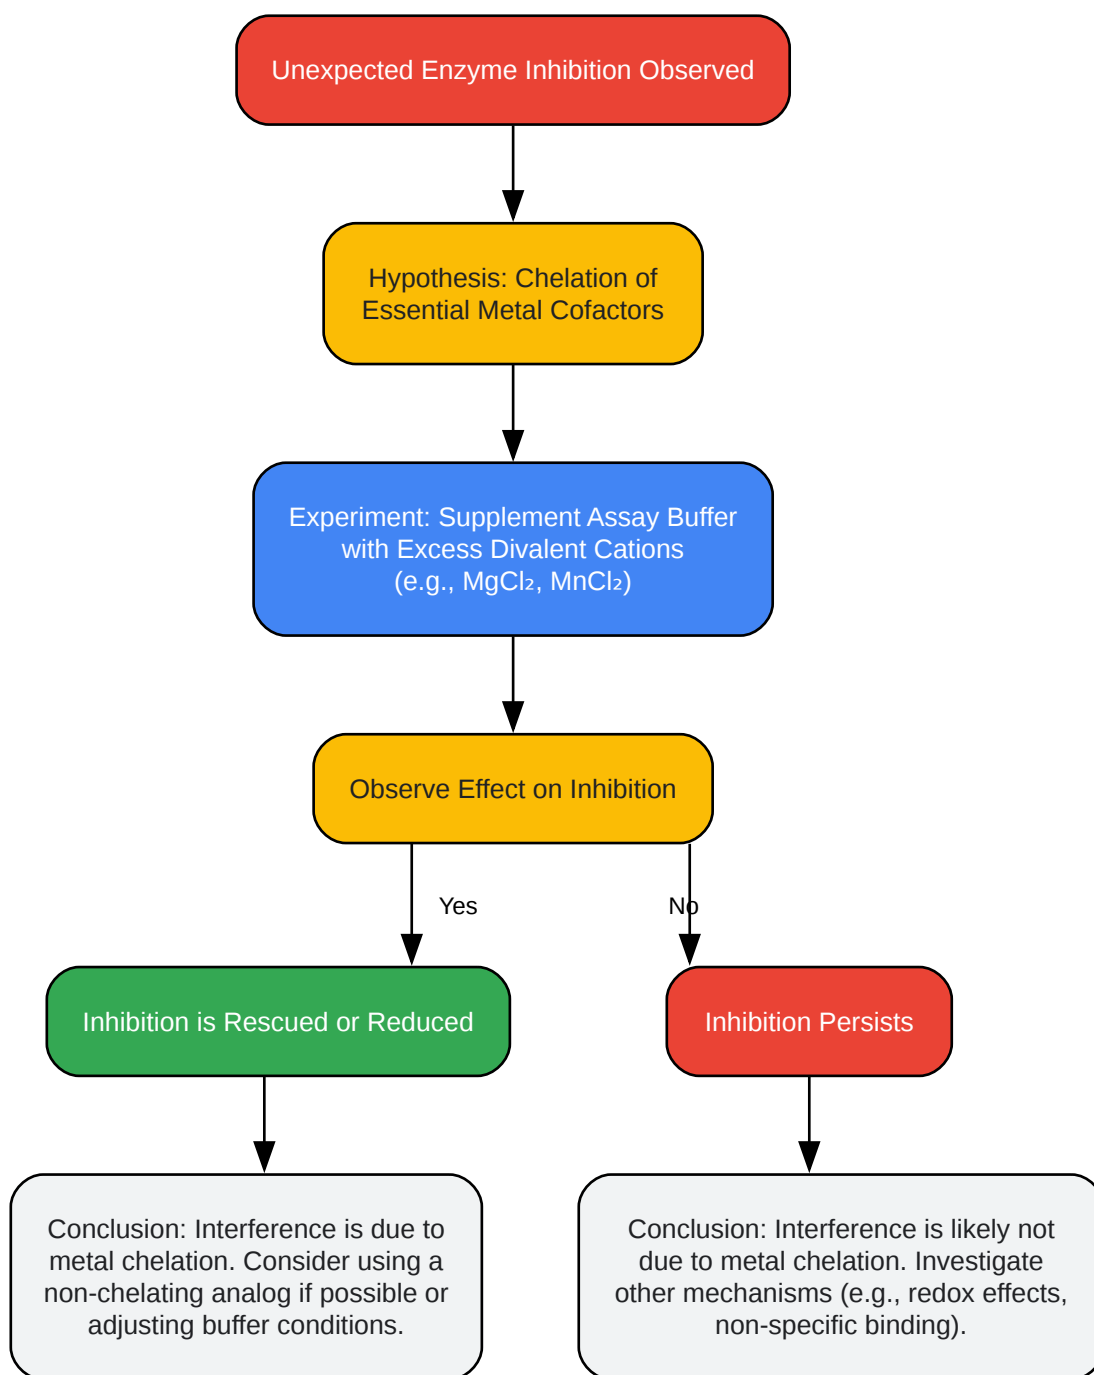 Unexpected Enzyme Inhibition Observed
Hypothesis: Chelation of
Essential Metal Cofactors
Experiment: Supplement Assay Buffer
with Excess Divalent Cations
(e.g., MgCl₂, MnCl₂)
Observe Effect on Inhibition
Yes
No
Inhibition is Rescued or Reduced
Inhibition Persists
Conclusion: Interference is due to
metal chelation. Consider using a
non-chelating analog if possible or
adjusting buffer conditions.
Conclusion: Interference is likely not
due to metal chelation. Investigate
other mechanisms (e.g., redox effects,
non-specific binding).